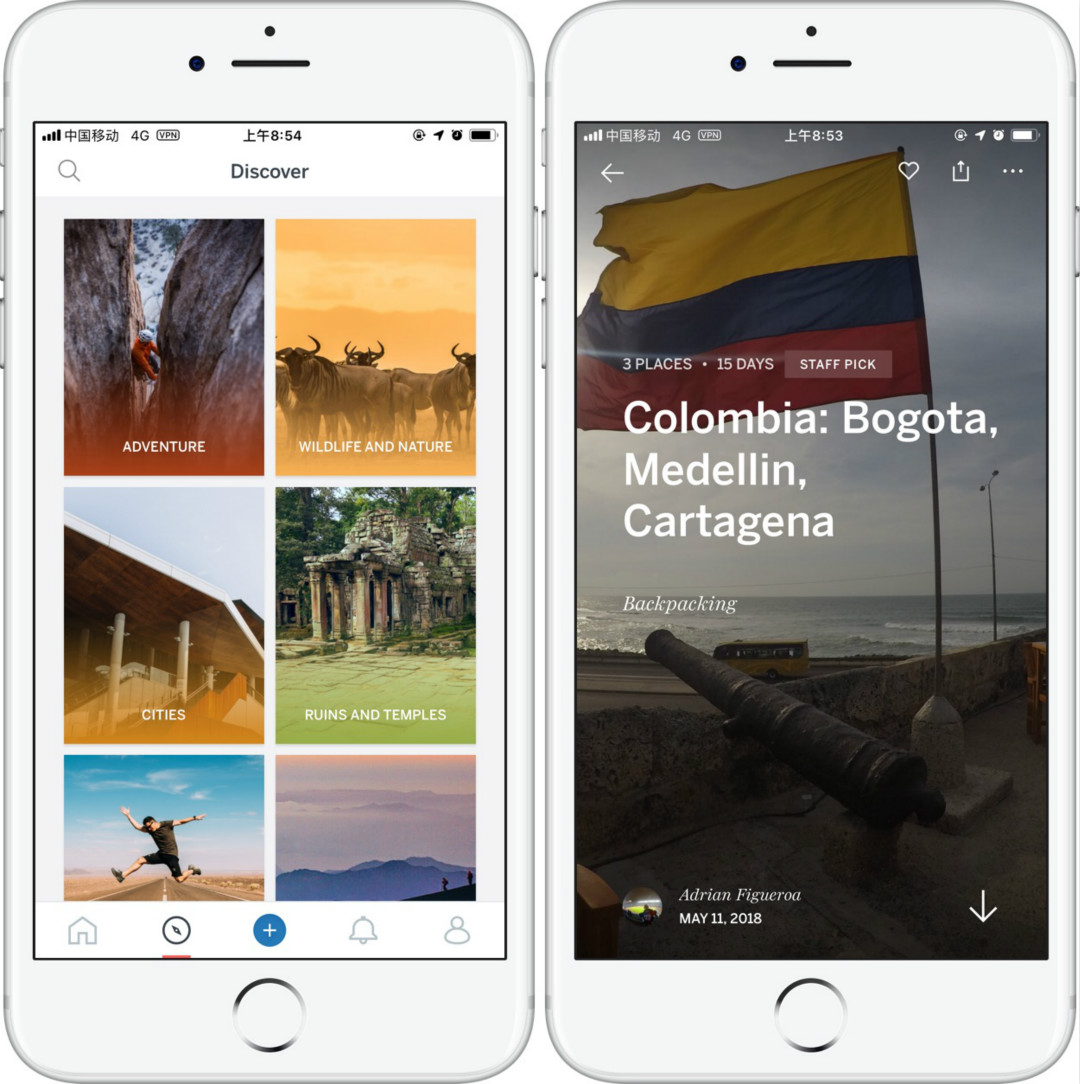 中国移动 4G VPN 上午8:54
Discover
ADVENTURE
WILDLIFE AND NATURE
CITIES
RUINS AND TEMPLES
中国移动 4G VPN 上午8:53
3 PLACES • 15 DAYS STAFF PICK
Colombia: Bogota,
Medellin,
Cartagena
Backpacking
Adrian Figueroa
MAY 11, 2018